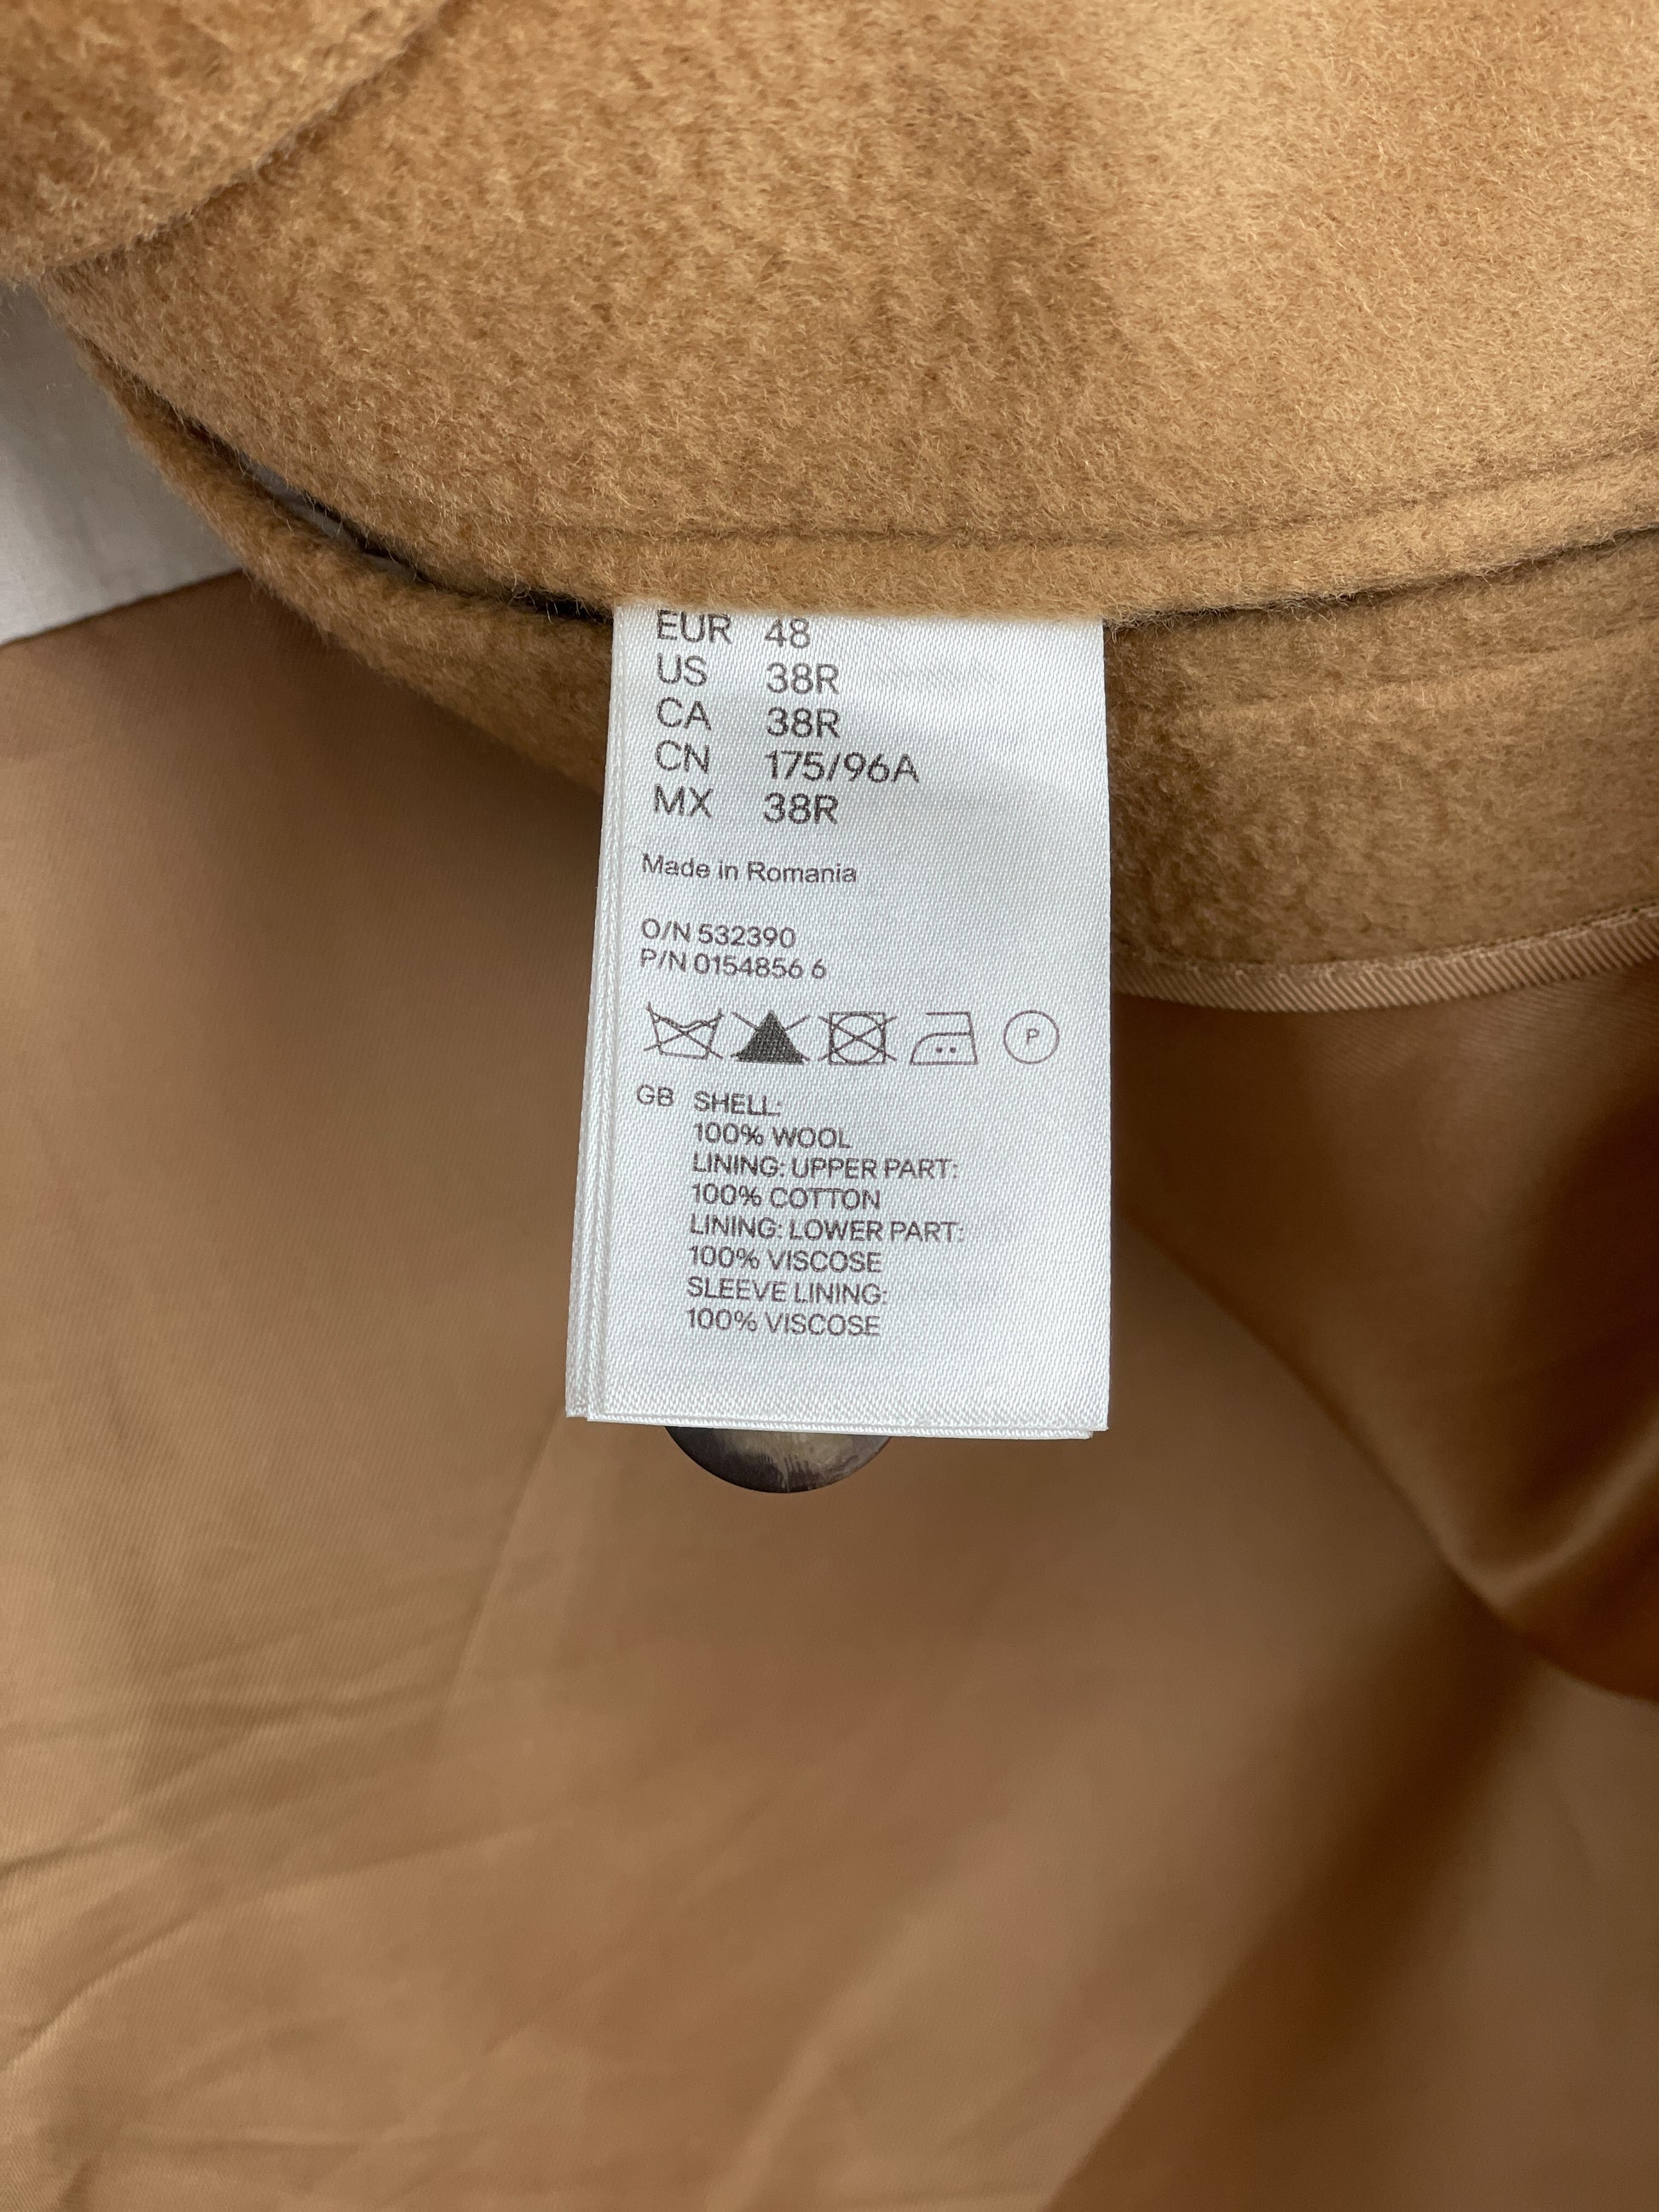 EUR 48
US 38R
CA 38R
CN 175/96A
MX 38R
Made in Romania
O/N 532390
P/N 0154856 6
P
GB SHELL:
100% WOOL
LINING: UPPER PART:
100% COTTON
LINING: LOWER PART:
100% VISCOSE
SLEEVE LINING:
100% VISCOSE